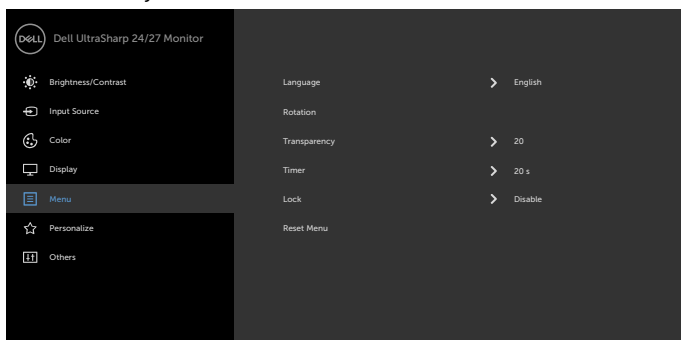 DELL Dell UltraSharp 24/27 Monitor
Brightness/Contrast Language English
Input Source Rotation
Color Transparency 20
Display Timer 20 s
Menu Lock Disable
Personalize Reset Menu
Others